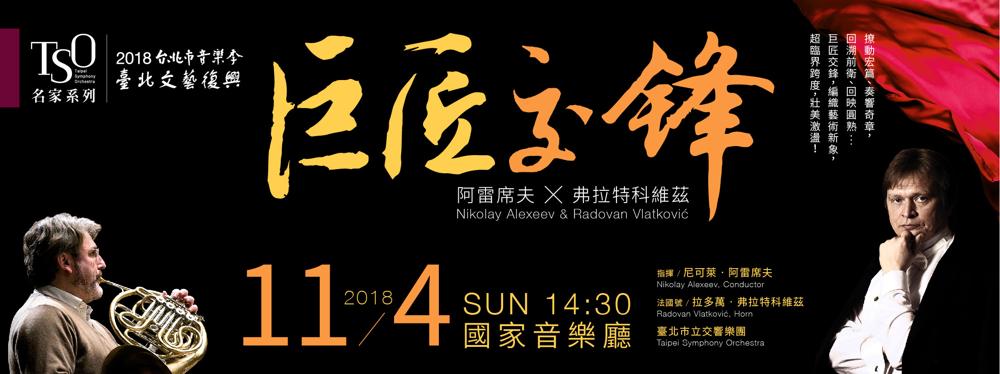 TSO
Taipei
Symphony
Orchestra
名家系列
2018 台北市音樂季
臺北文藝復興
巨匠交鋒
阿雷席夫 × 弗拉特科維茲
Nikolay Alexeev & Radovan Vlatković
撩動宏篇、奏響奇章，
回溯前衛、回映圓熟…
巨匠交鋒，編織藝術新象，
超臨界跨度，壯美激盪！
2018
11/4
SUN 14:30
國家音樂廳
指揮 / 尼可萊．阿雷席夫
Nikolay Alexeev, Conductor
法國號 / 拉多萬．弗拉特科維茲
Radovan Vlatković, Horn
臺北市立交響樂團
Taipei Symphony Orchestra